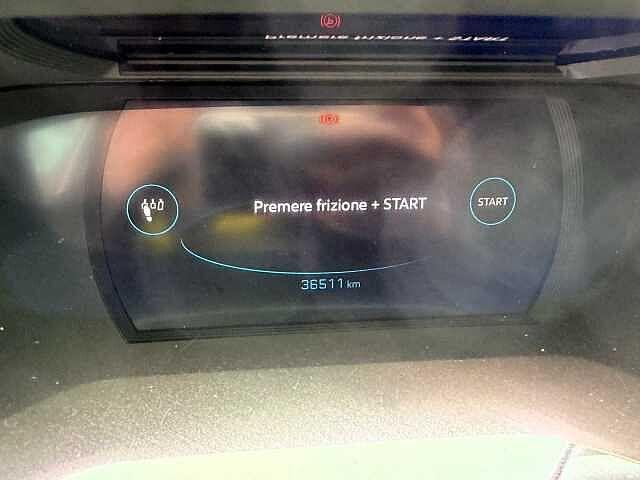 Premere frizione + START
START
36511 km